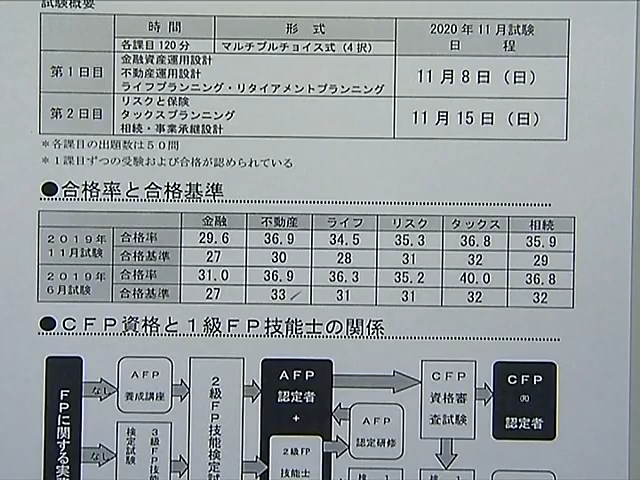 試験概要
時間 形式 2020年11月試験
各課目120分 マルチプルチョイス式（4択） 日程
第1日目 金融資産運用設計
不動産運用設計
ライフプランニング・リタイアメントプランニング
11月8日（日）
第2日目 リスクと保険
タックスプランニング
相続・事業承継設計
11月15日（日）
＊各課目の出題数は５０問
＊１課目ずつの受験および合格が認められている
●合格率と合格基準
金融 不動産 ライフ リスク タックス 相続
２０１９年 合格率 29.6 36.9 34.5 35.3 36.8 35.9
１１月試験 合格基準 27 30 28 31 32 29
２０１９年 合格率 31.0 36.9 36.3 35.2 40.0 36.8
６月試験 合格基準 27 33 31 31 32 32
●ＣＦＰ資格と１級ＦＰ技能士の関係
FPに関する実
なし
ＡＦＰ
養成講座
２級ＦＰ技能検定試
ＡＦＰ
認定者
＋
２級FP
技能士
ＣＦＰ
資格審
査試験
ＣＦＰ
®
認定者
ＡＦＰ
認定研修
なし
３級ＦＰ技能
検定試験
検 １
検 １